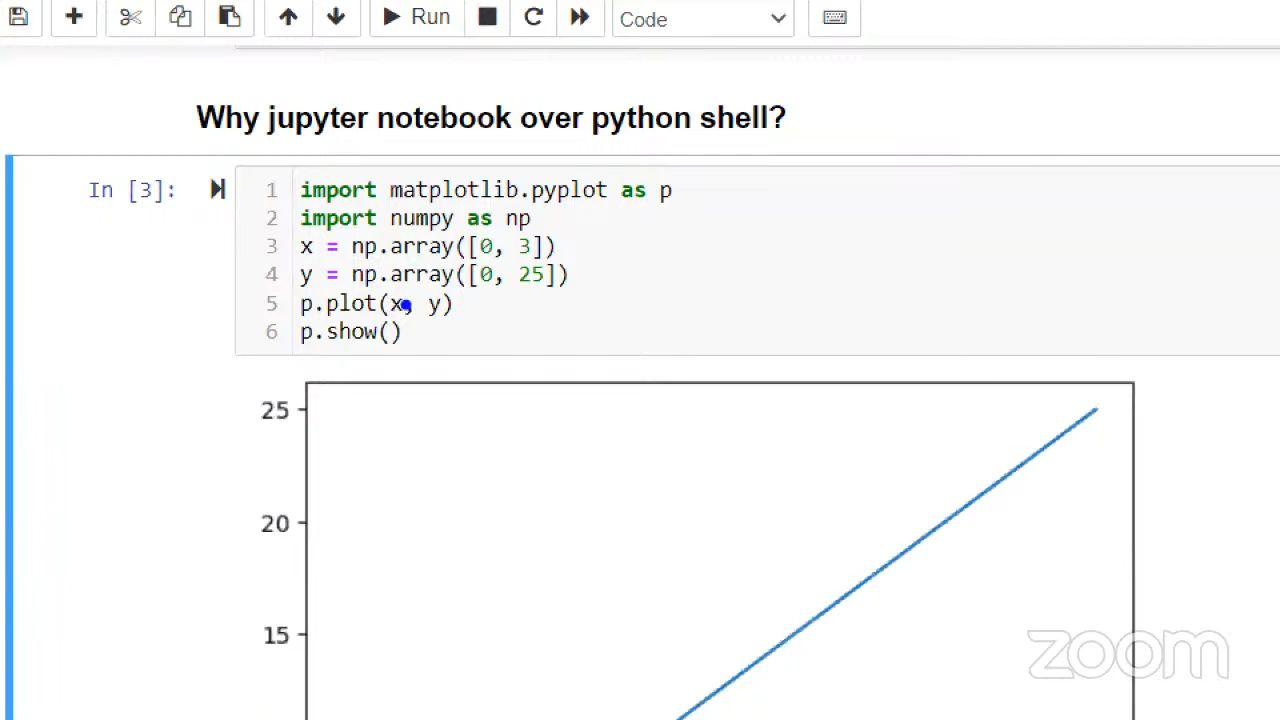 Run
Code
Why jupyter notebook over python shell?
In [3]:
1 import matplotlib.pyplot as p
2 import numpy as np
3 x = np.array([0, 3])
4 y = np.array([0, 25])
5 p.plot(x, y)
6 p.show()
25
20
15
zoom